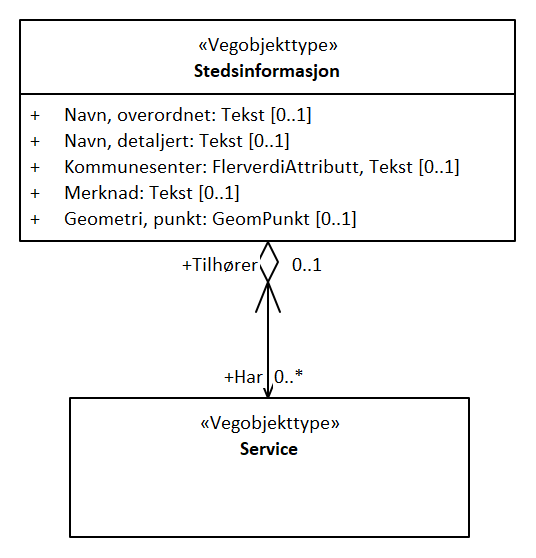 «Vegobjekttype»
Stedsinformasjon
+ Navn, overordnet: Tekst [0..1]
+ Navn, detaljert: Tekst [0..1]
+ Kommunesenter: FlerverdiAttributt, Tekst [0..1]
+ Merknad: Tekst [0..1]
+ Geometri, punkt: GeomPunkt [0..1]
+Tilhører 0..1
+Har 0..*
«Vegobjekttype»
Service